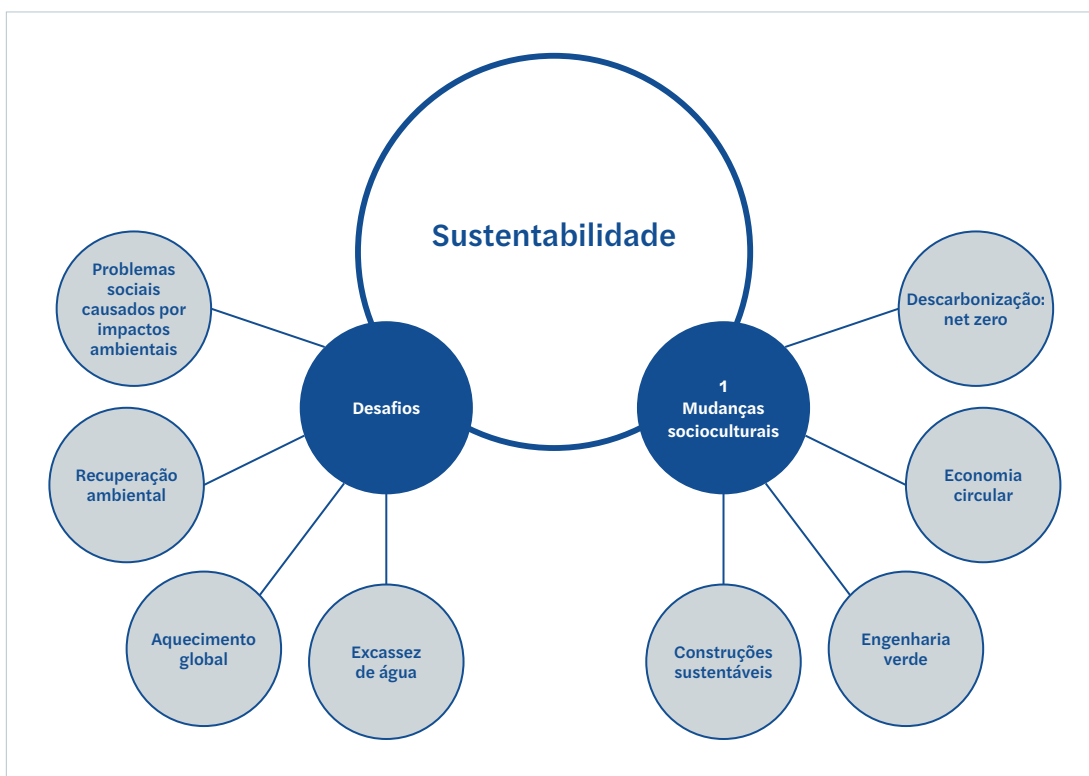 Sustentabilidade
Problemas
sociais
causados por
impactos
ambientais
Desafios
Recuperação
ambiental
Aquecimento
global
Excassez
de água
1
Mudanças
socioculturais
Descarbonização:
net zero
Economia
circular
Engenharia
verde
Construções
sustentáveis